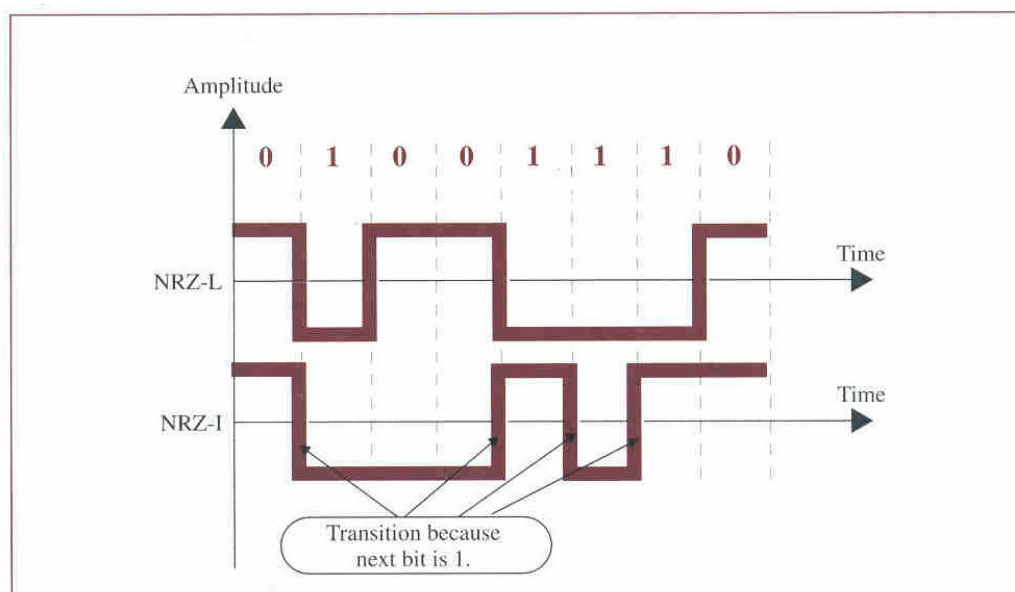 Amplitude
0 1 0 0 1 1 1 0
Time
NRZ-L
Time
NRZ-I
Transition because
next bit is 1.